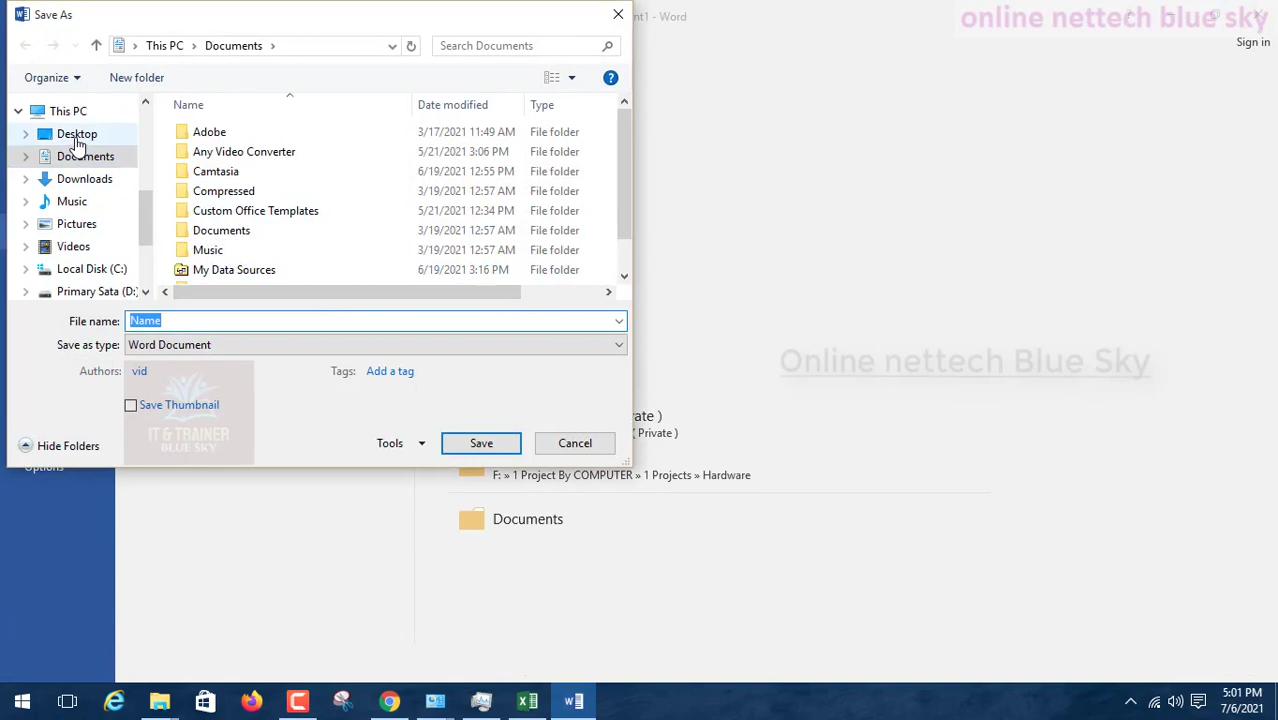 Save As
nt1 - Word
online nettech blue sky
Sign in
This PC
Documents
Search Documents
Organize
New folder
Name
Date modified
Type
This PC
Desktop
Documents
Downloads
Music
Pictures
Videos
Local Disk (C:)
Primary Sata (D:)
Adobe 3/17/2021 11:49 AM File folder
Any Video Converter 5/21/2021 3:06 PM File folder
Camtasia 6/19/2021 12:55 PM File folder
Compressed 3/19/2021 12:57 AM File folder
Custom Office Templates 5/21/2021 12:34 PM File folder
Documents 3/19/2021 12:57 AM File folder
Music 3/19/2021 12:57 AM File folder
My Data Sources 6/19/2021 3:16 PM File folder
File name: Name
Save as type: Word Document
Authors: vid
Tags: Add a tag
Save Thumbnail
IT & TRAINER
BLUE SKY
Hide Folders
Tools
Save
Cancel
Online nettech Blue Sky
ate )
( Private )
Options
F: » 1 Project By COMPUTER » 1 Projects » Hardware
Documents
5:01 PM
7/6/2021